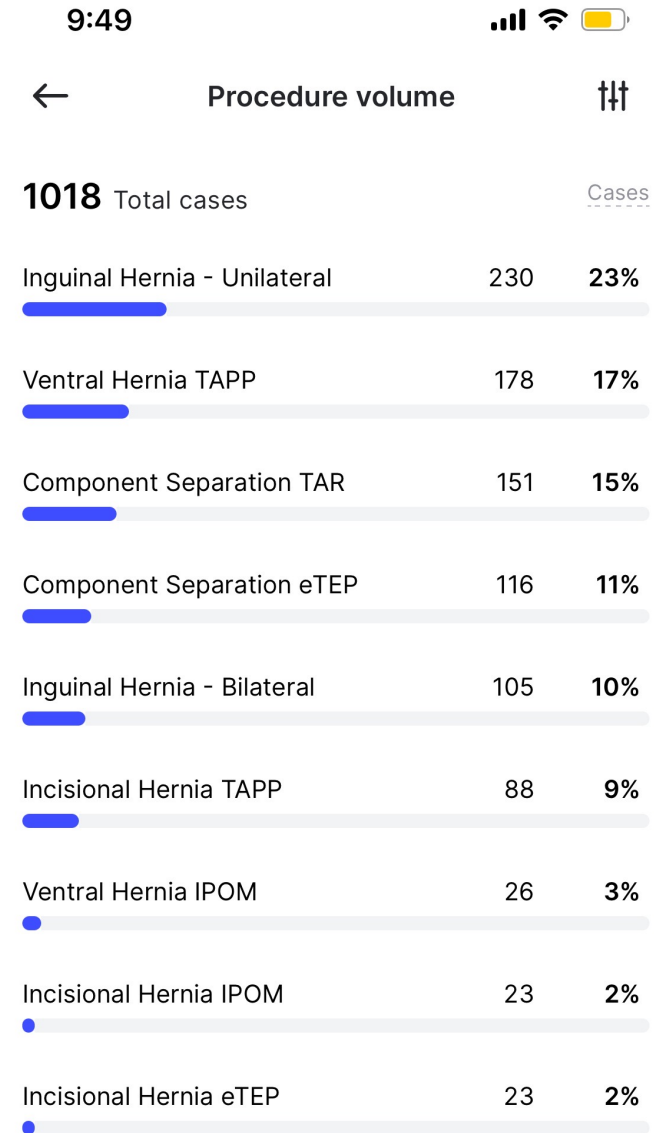 9:49
Procedure volume
1018 Total cases Cases
Inguinal Hernia - Unilateral 230 23%
Ventral Hernia TAPP 178 17%
Component Separation TAR 151 15%
Component Separation eTEP 116 11%
Inguinal Hernia - Bilateral 105 10%
Incisional Hernia TAPP 88 9%
Ventral Hernia IPOM 26 3%
Incisional Hernia IPOM 23 2%
Incisional Hernia eTEP 23 2%